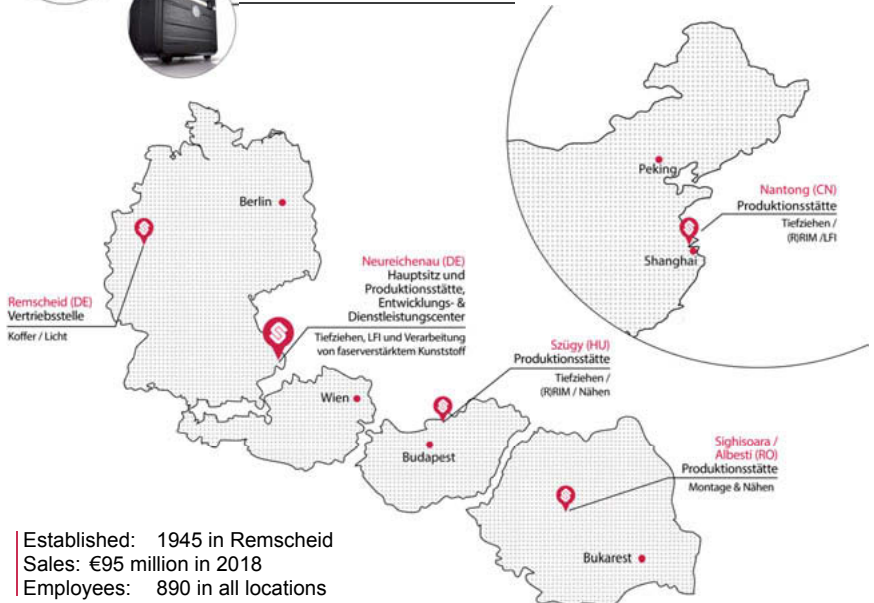 Peking
Nantong (CN)
Produktionsstätte
Tiefziehen /
(R)RIM /LFI
Shanghai
Berlin
Remscheid (DE)
Vertriebsstelle
Koffer / Licht
Neureichenau (DE)
Hauptsitz und
Produktionsstätte,
Entwicklungs- &
Dienstleistungscenter
Tiefziehen, LFI und Verarbeitung
von faserverstärktem Kunststoff
Szügy (HU)
Produktionsstätte
Tiefziehen /
(R)RIM / Nähen
Wien
Budapest
Sighisoara /
Albesti (RO)
Produktionsstätte
Montage & Nähen
Bukarest
Established: 1945 in Remscheid
Sales: €95 million in 2018
Employees: 890 in all locations